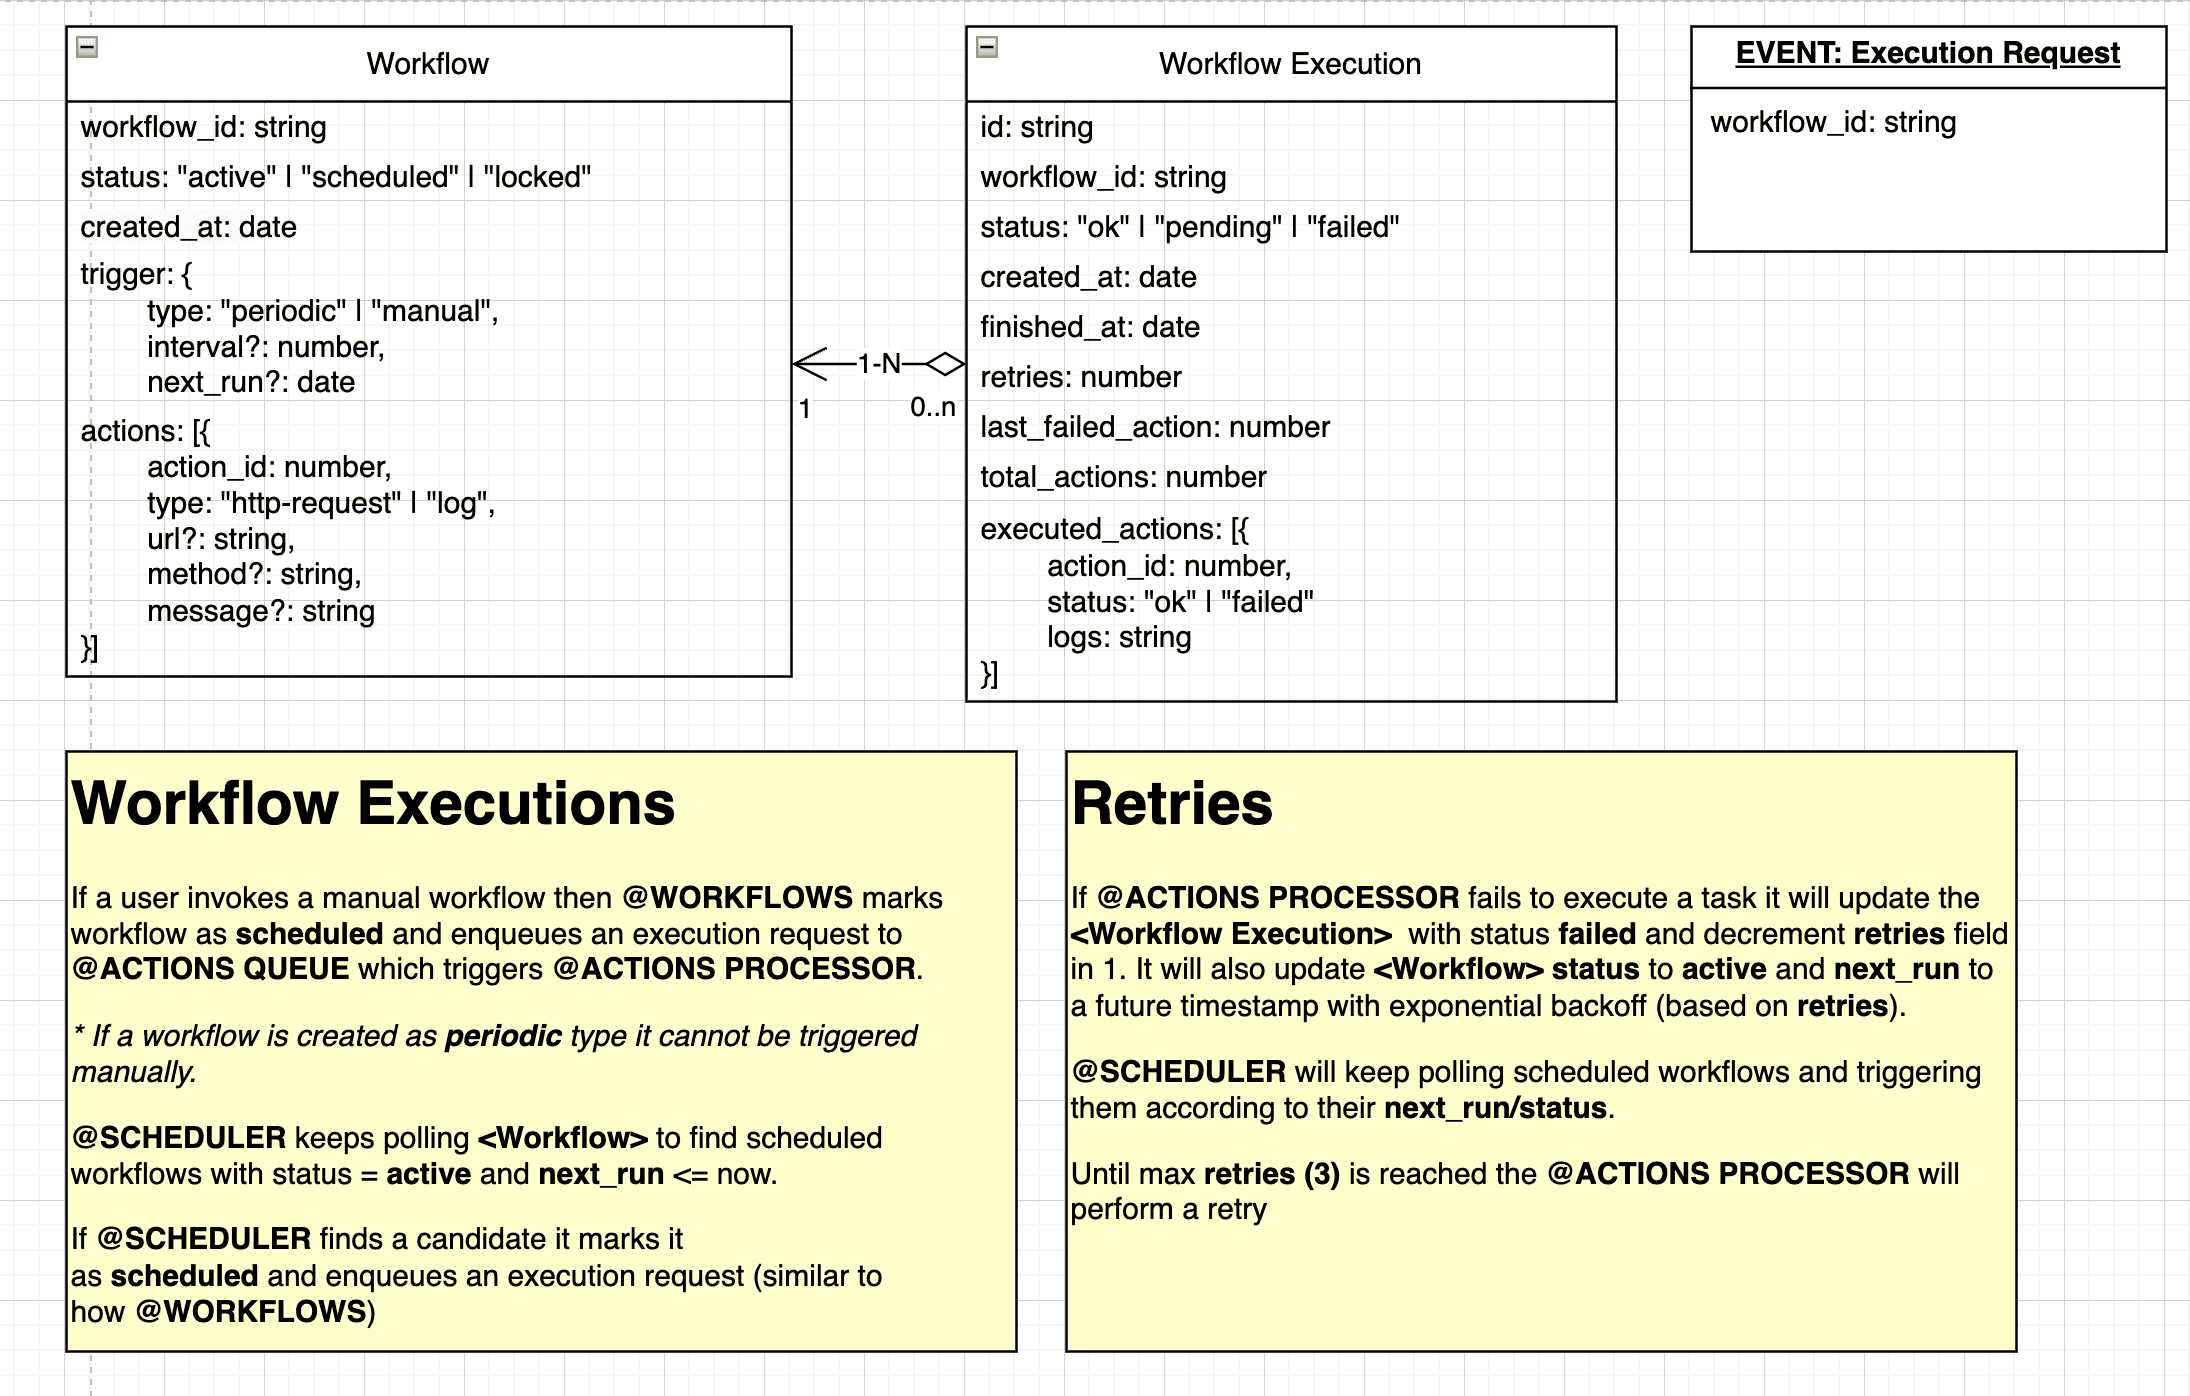 Workflow
workflow_id: string
status: "active" | "scheduled" | "locked"
created_at: date
trigger: {
type: "periodic" | "manual",
interval?: number,
next_run?: date
actions: [{
action_id: number,
type: "http-request" | "log",
url?: string,
method?: string,
message?: string
}]
1-N
1
0..n
Workflow Execution
id: string
workflow_id: string
status: "ok" | "pending" | "failed"
created_at: date
finished_at: date
retries: number
last_failed_action: number
total_actions: number
executed_actions: [{
action_id: number,
status: "ok" | "failed"
logs: string
}]
EVENT: Execution Request
workflow_id: string
Workflow Executions
If a user invokes a manual workflow then @WORKFLOWS marks
workflow as scheduled and enqueues an execution request to
@ACTIONS QUEUE which triggers @ACTIONS PROCESSOR.
* If a workflow is created as periodic type it cannot be triggered
manually.
@SCHEDULER keeps polling <Workflow> to find scheduled
workflows with status = active and next_run <= now.
If @SCHEDULER finds a candidate it marks it
as scheduled and enqueues an execution request (similar to
how @WORKFLOWS)
Retries
If @ACTIONS PROCESSOR fails to execute a task it will update the
<Workflow Execution> with status failed and decrement retries field
in 1. It will also update <Workflow> status to active and next_run to
a future timestamp with exponential backoff (based on retries).
@SCHEDULER will keep polling scheduled workflows and triggering
them according to their next_run/status.
Until max retries (3) is reached the @ACTIONS PROCESSOR will
perform a retry